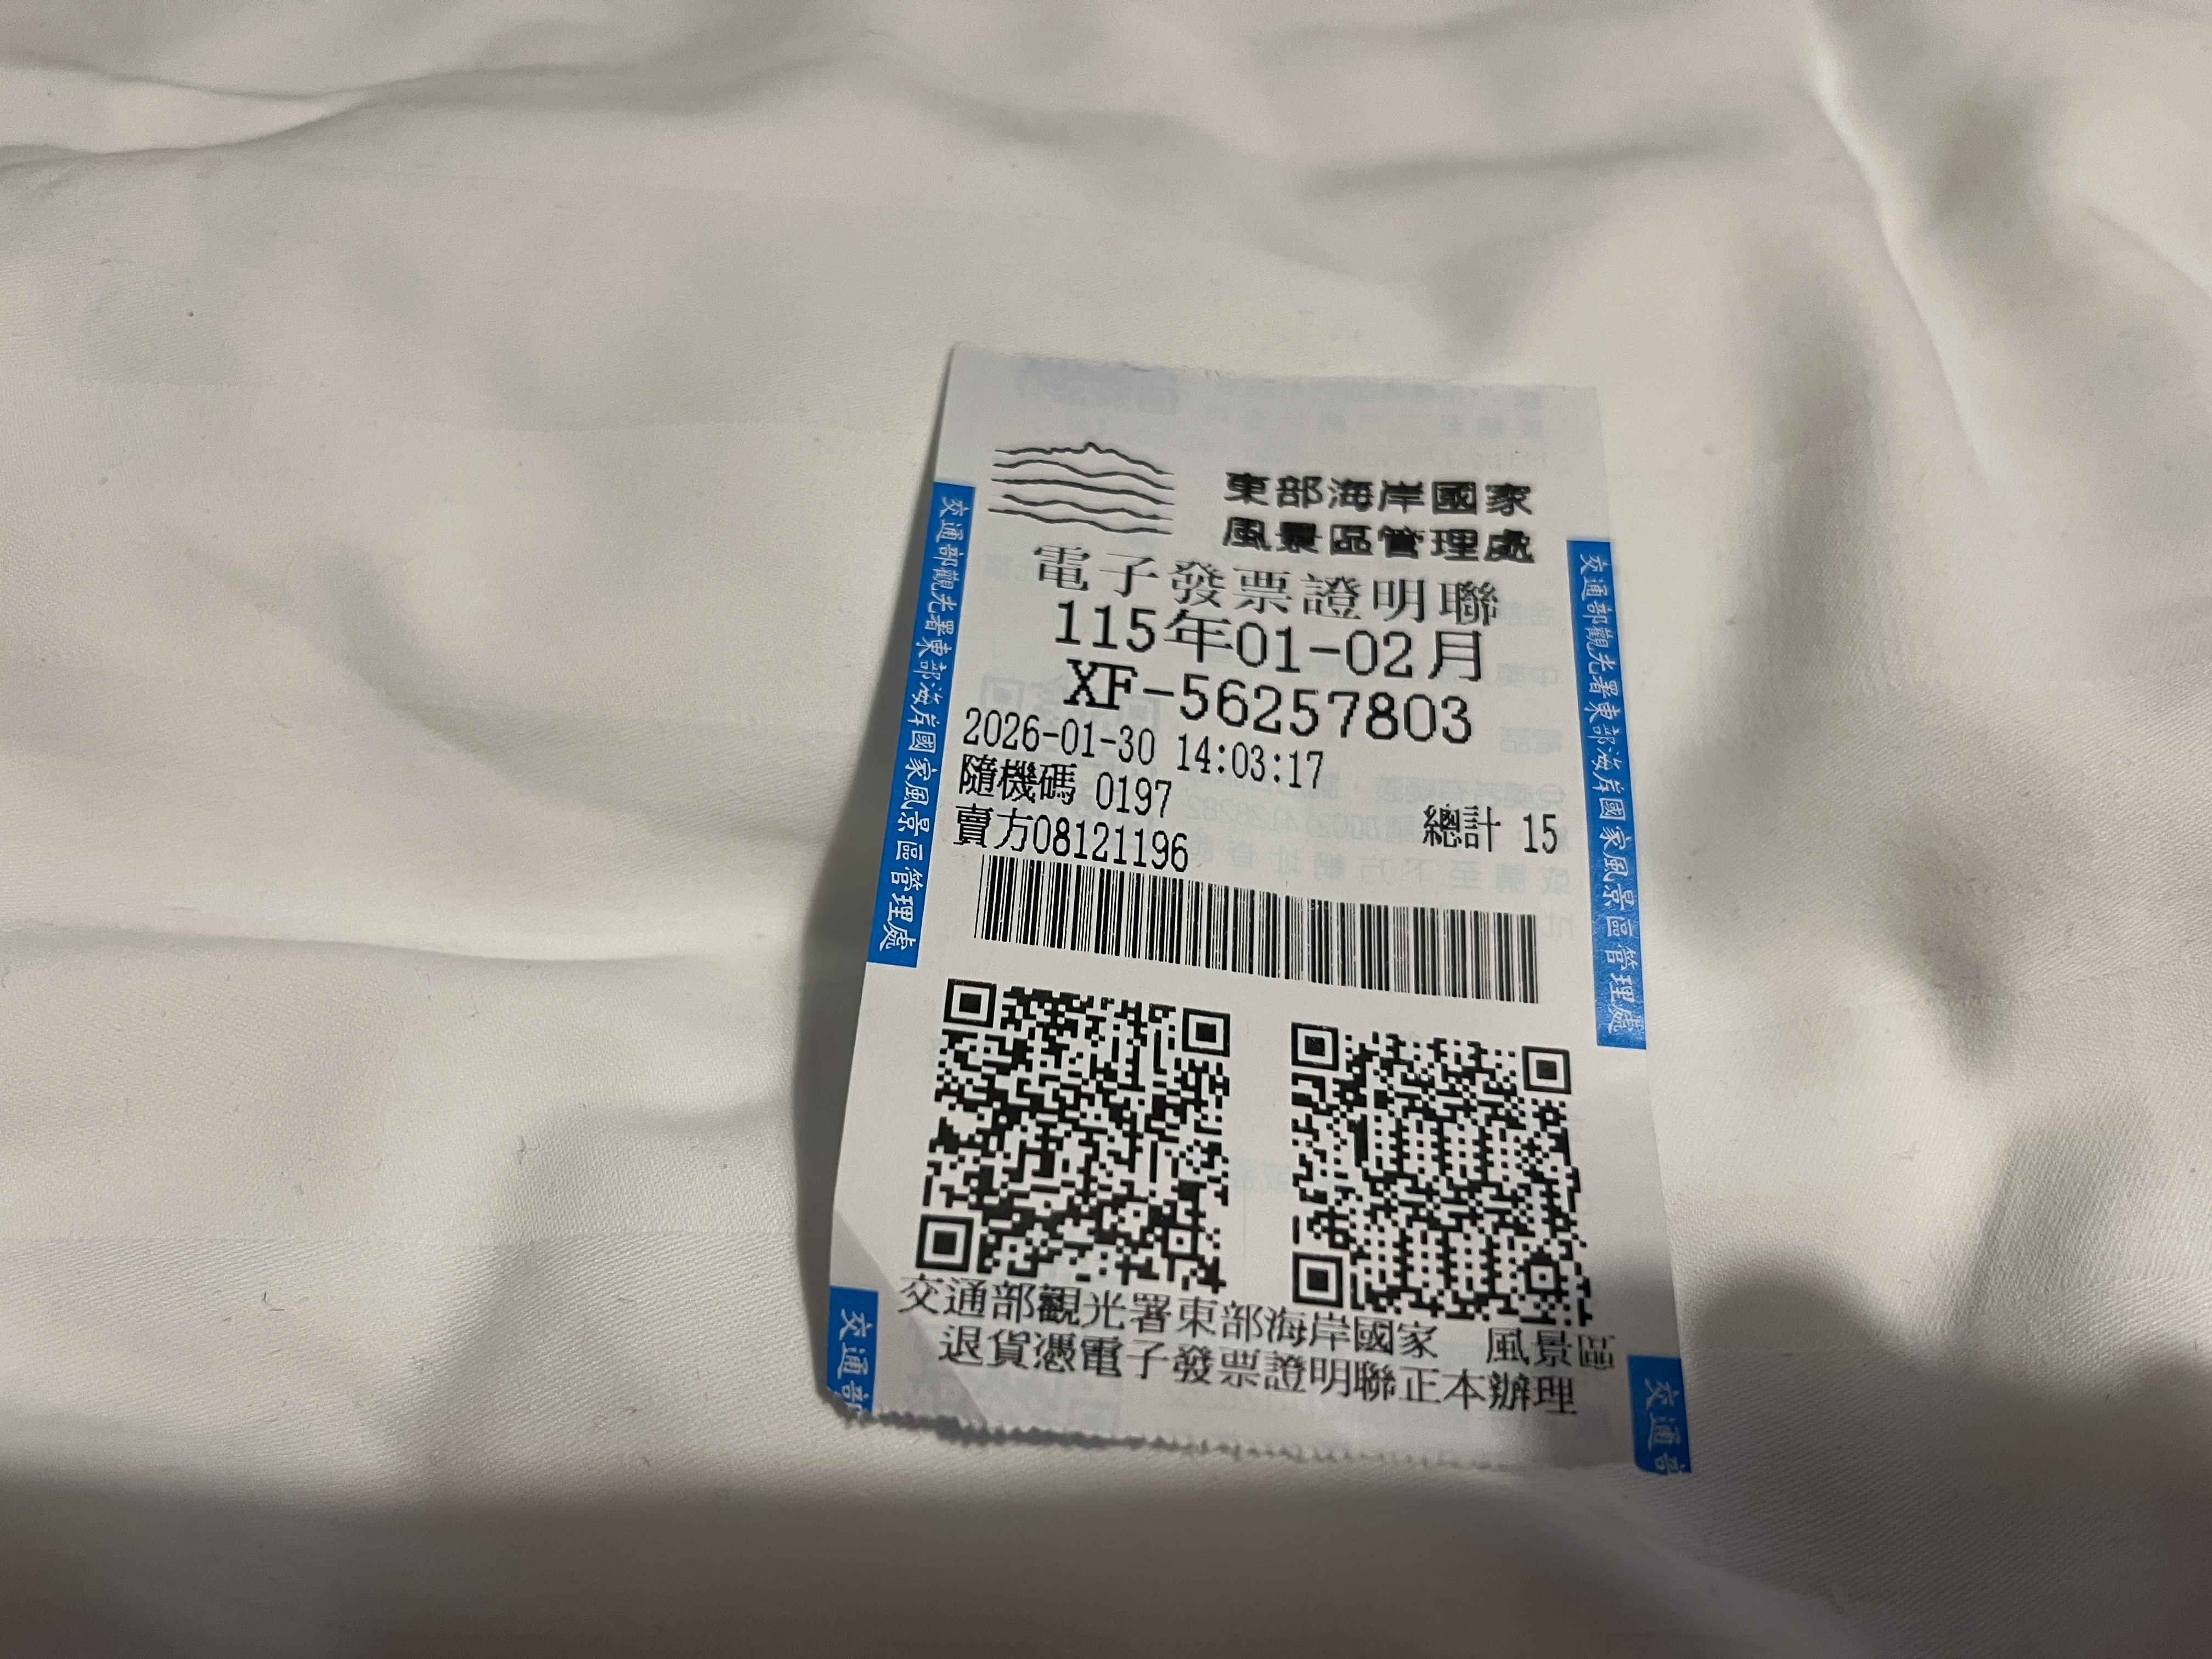 東部海岸國家
風景區管理處
電子發票證明聯
115年01-02月
XF-56257803
2026-01-30 14:03:17
隨機碼 0197 總計 15
賣方08121196
交通部觀光署東部海岸國家 風景區
退貨憑電子發票證明聯正本辦理
交通部觀光署東部海岸國家風景區管理處
交通部觀光署東部海岸國家風景區管理處
交通部
交通部